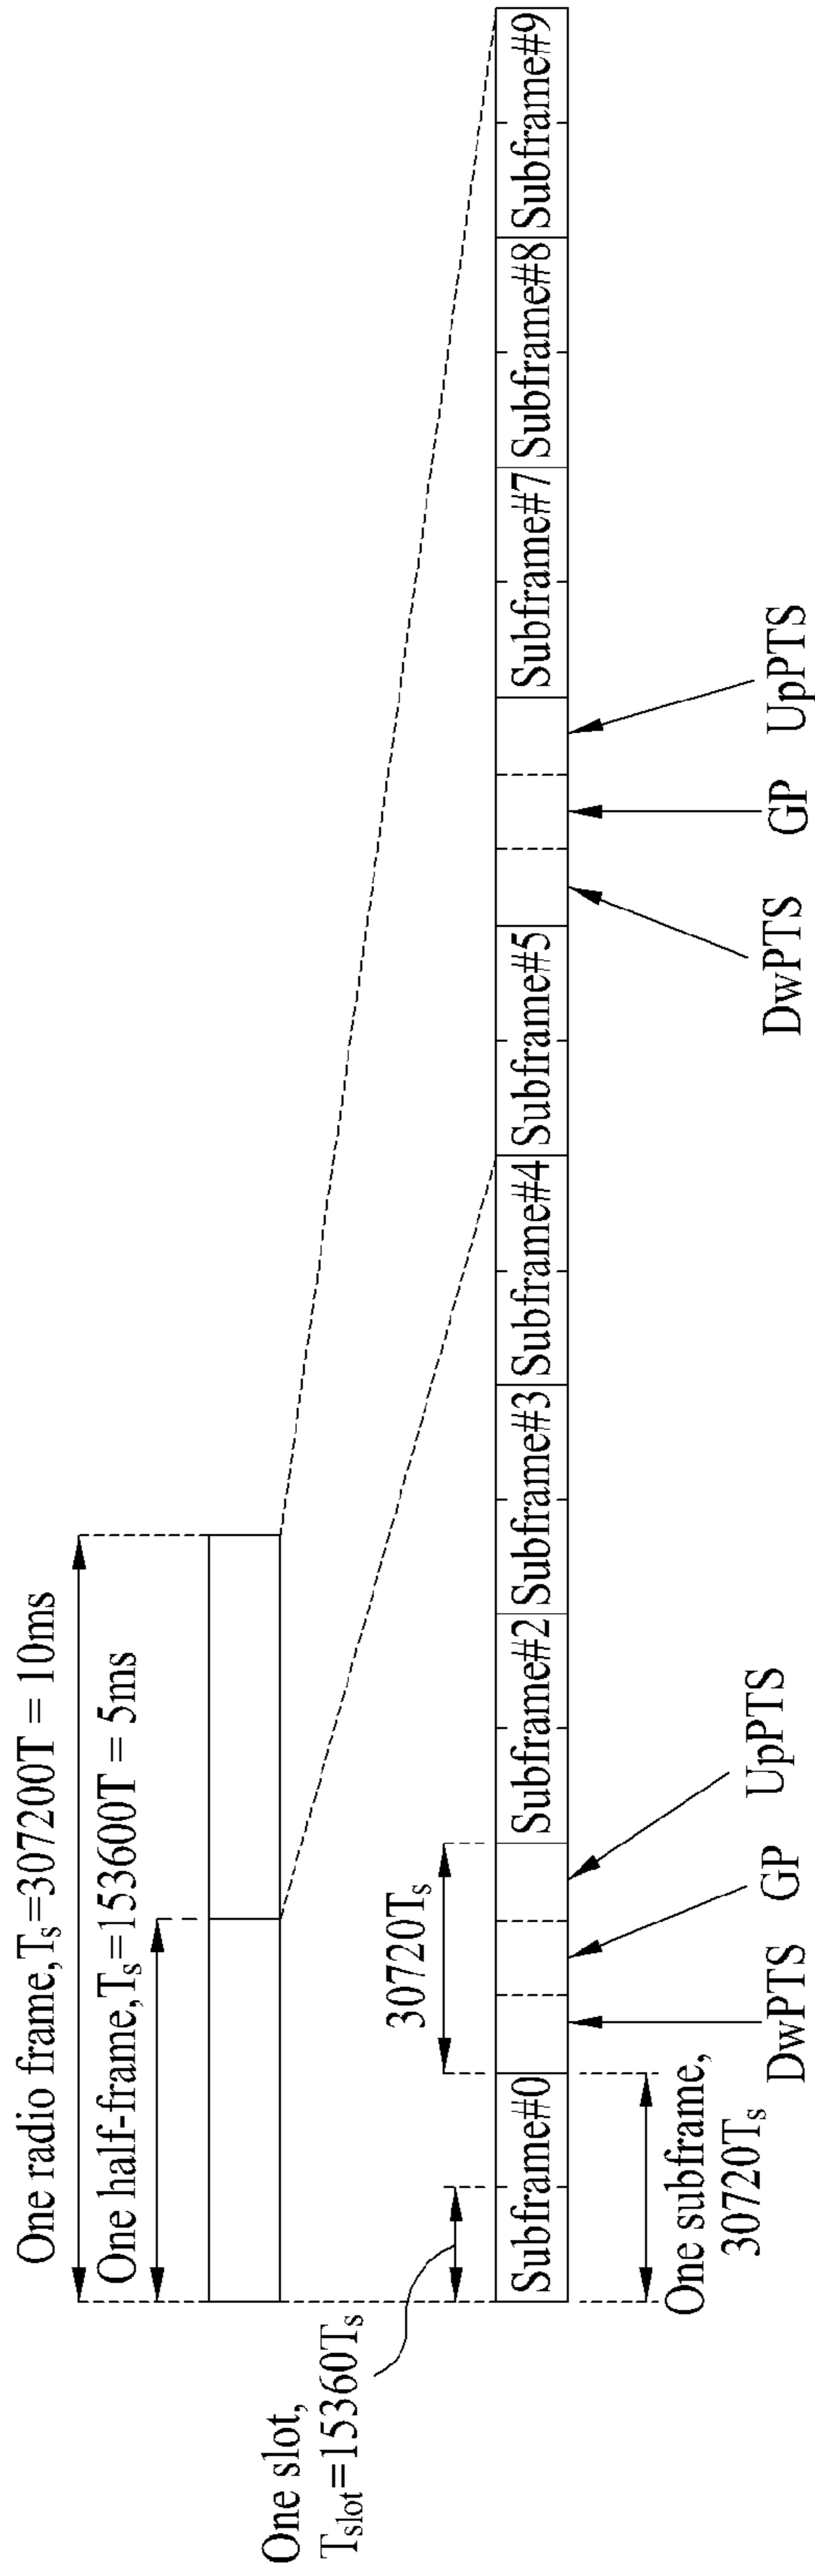 One radio frame,Ts=307200T = 10ms
One half-frame,Ts=153600T = 5ms
One slot,
Tslot=15360Ts
30720Ts
Subframe#0
Subframe#2
Subframe#3
Subframe#4
Subframe#5
Subframe#7
Subframe#8
Subframe#9
One subframe,
30720Ts
DwPTS
GP
UpPTS
DwPTS
GP
UpPTS